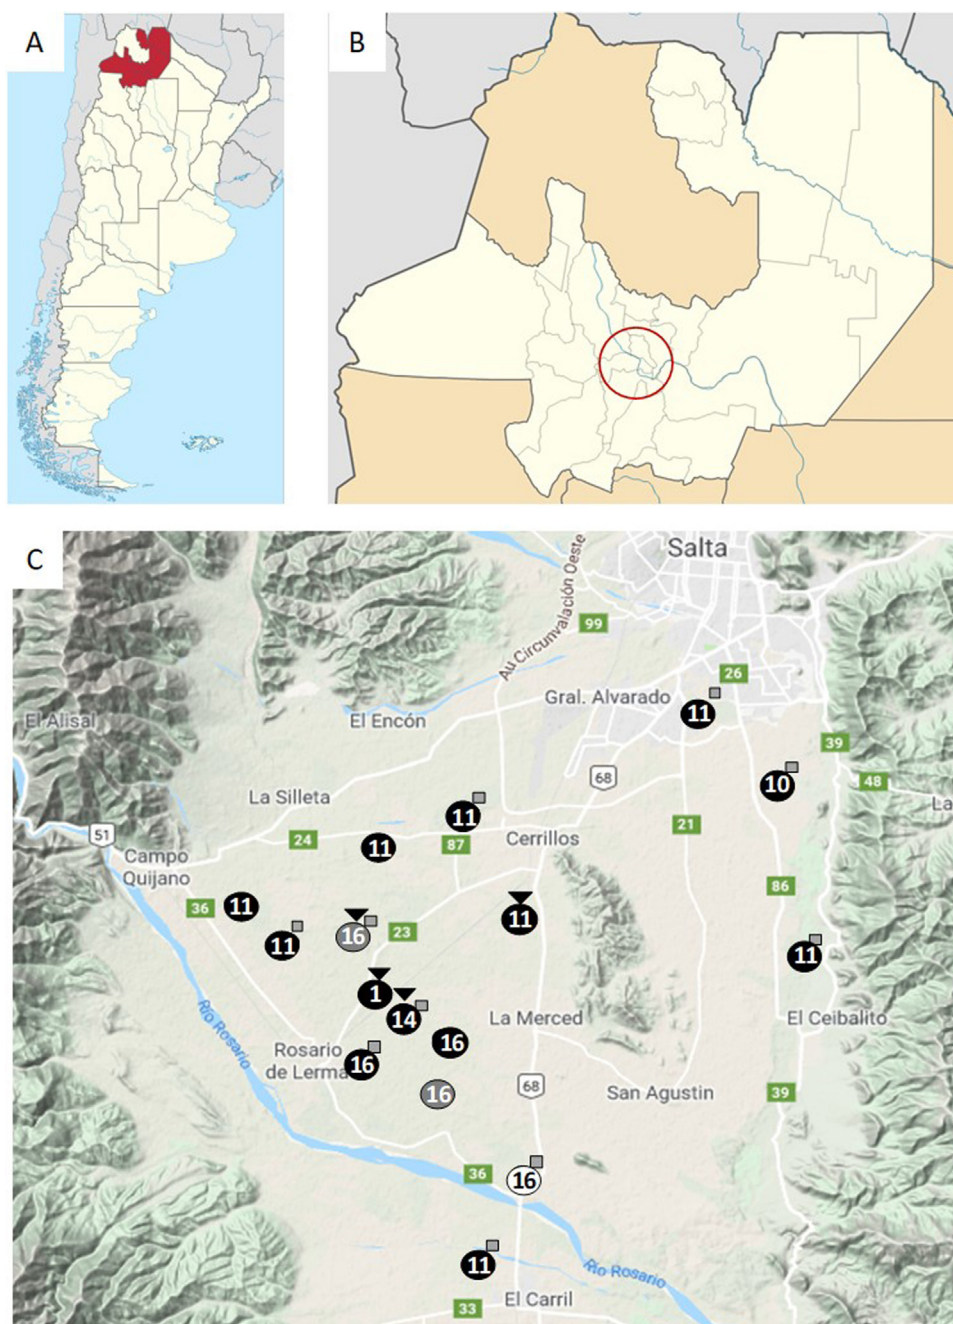 A
B
C
Salta
Au Circunvalación Oeste
99
26
Gral. Alvarado
El Alisal
El Encón
11
39
68
48
10
La
La Silleta
11
24
11
87
Cerrillos
21
51
Campo
Quijano
86
36
11
11
16
23
11
11
1
14
La Merced
El Ceibalito
16
Rosario
de Lerma
16
Río Rosario
16
68
San Agustin
39
36
16
11
Río Rosario
El Carril
33